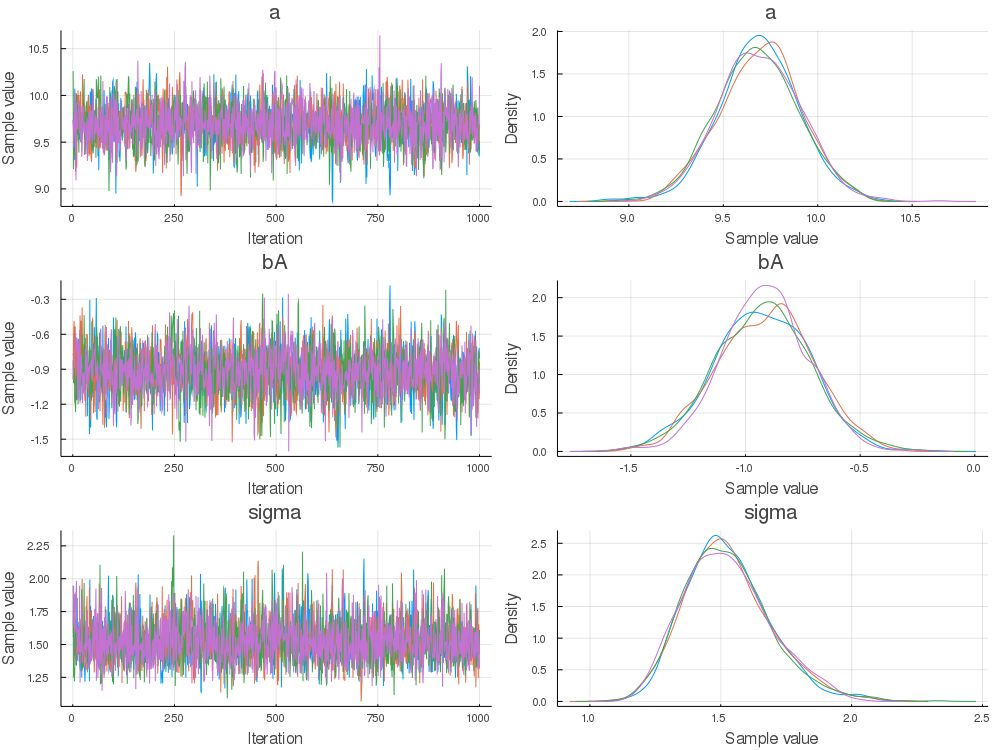 a
Sample value
10.5
10.0
9.5
9.0
0 250 500 750 1000
Iteration
a
Density
2.0
1.5
1.0
0.5
0.0
9.0 9.5 10.0 10.5
Sample value
bA
Sample value
-0.3
-0.6
-0.9
-1.2
-1.5
0 250 500 750 1000
Iteration
bA
Density
2.0
1.5
1.0
0.5
0.0
-1.5 -1.0 -0.5 0.0
Sample value
sigma
Sample value
2.25
2.00
1.75
1.50
1.25
0 250 500 750 1000
Iteration
sigma
Density
2.5
2.0
1.5
1.0
0.5
0.0
1.0 1.5 2.0 2.5
Sample value